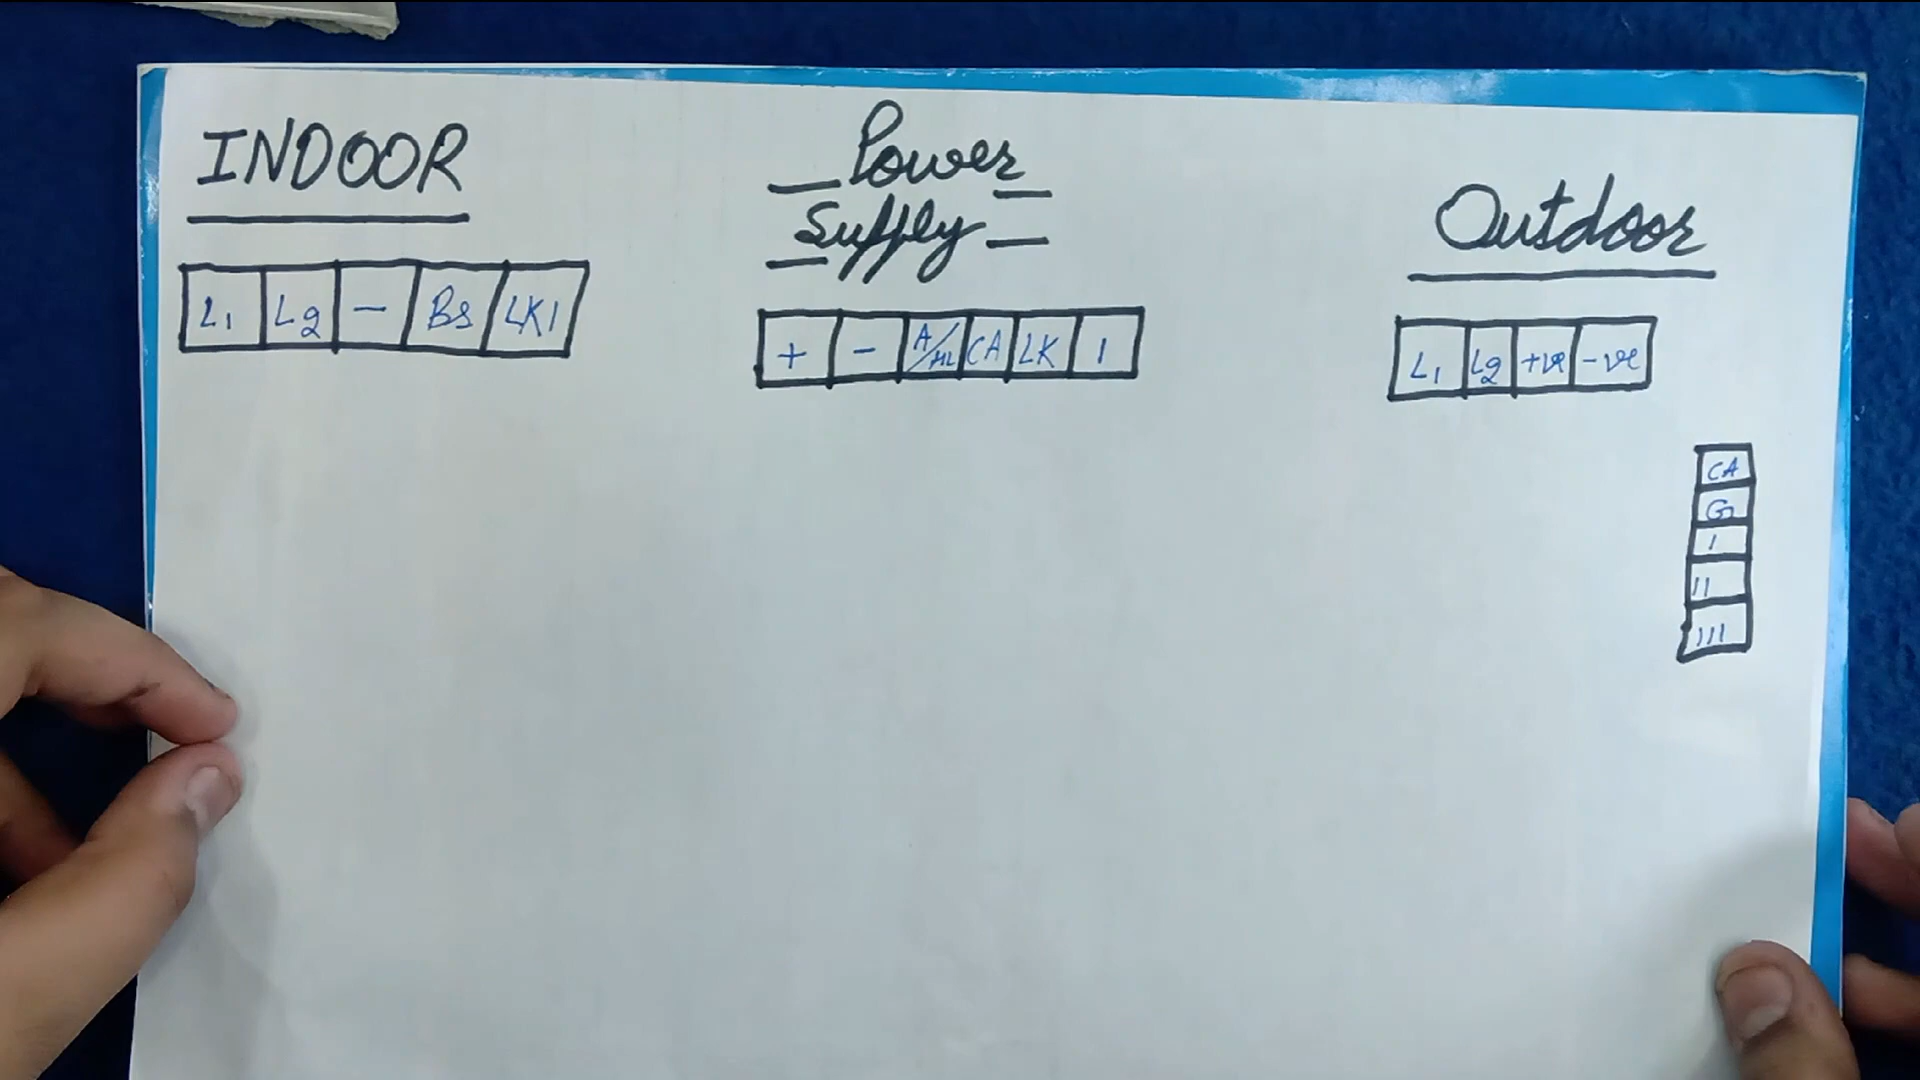 INDOOR
L1 L2 – BS LK1
Power
Supply
+ – A/HL CA LK 1
Outdoor
L1 L2 +ve -ve
CA
G
I
II
III